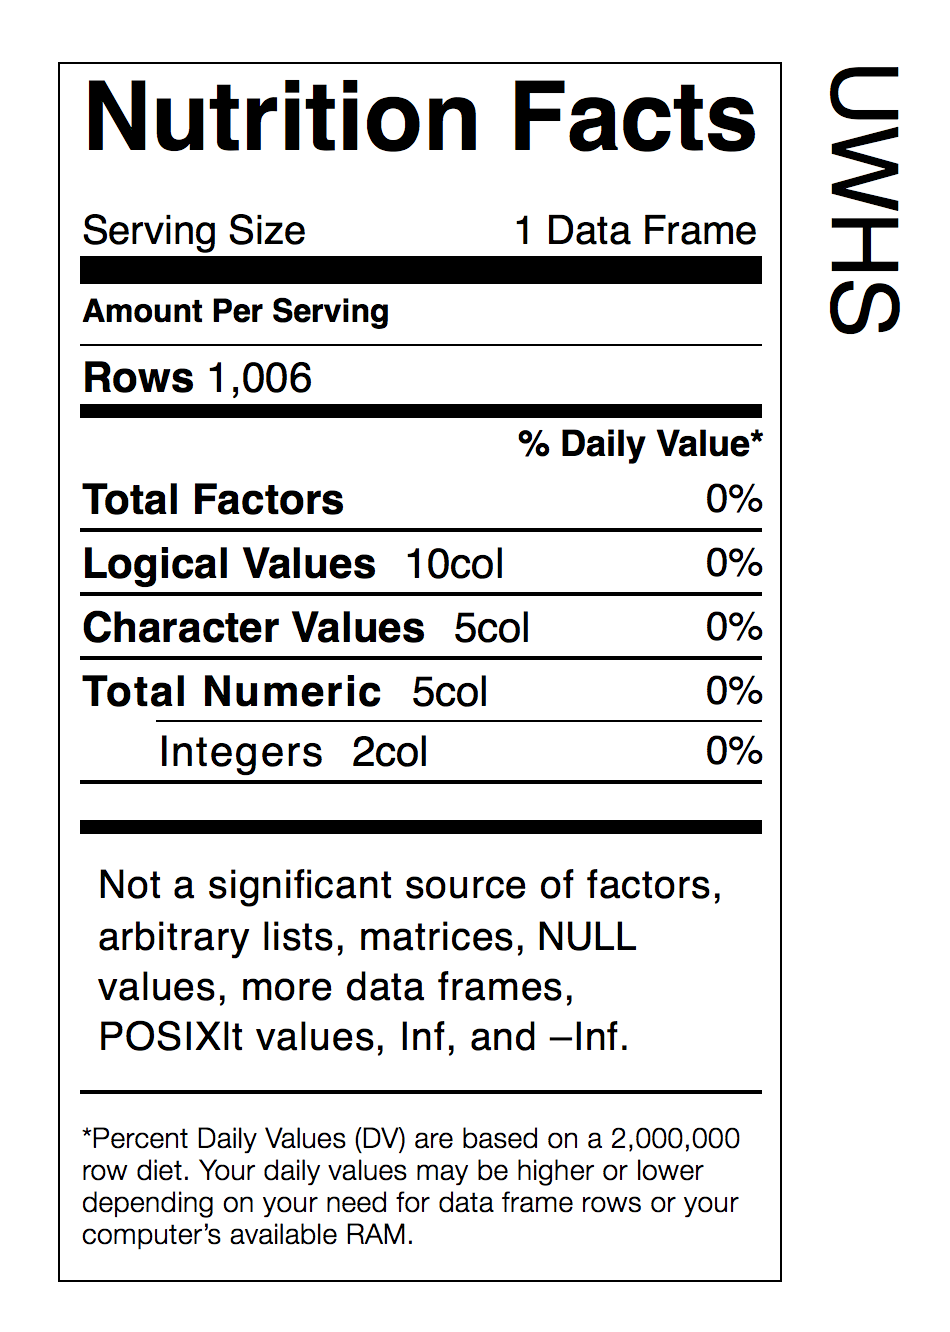 Nutrition Facts
UWHS
Serving Size 1 Data Frame
Amount Per Serving
Rows 1,006
% Daily Value*
Total Factors 0%
Logical Values 10col 0%
Character Values 5col 0%
Total Numeric 5col 0%
Integers 2col 0%
Not a significant source of factors,
arbitrary lists, matrices, NULL
values, more data frames,
POSIXlt values, Inf, and –Inf.
*Percent Daily Values (DV) are based on a 2,000,000
row diet. Your daily values may be higher or lower
depending on your need for data frame rows or your
computer’s available RAM.